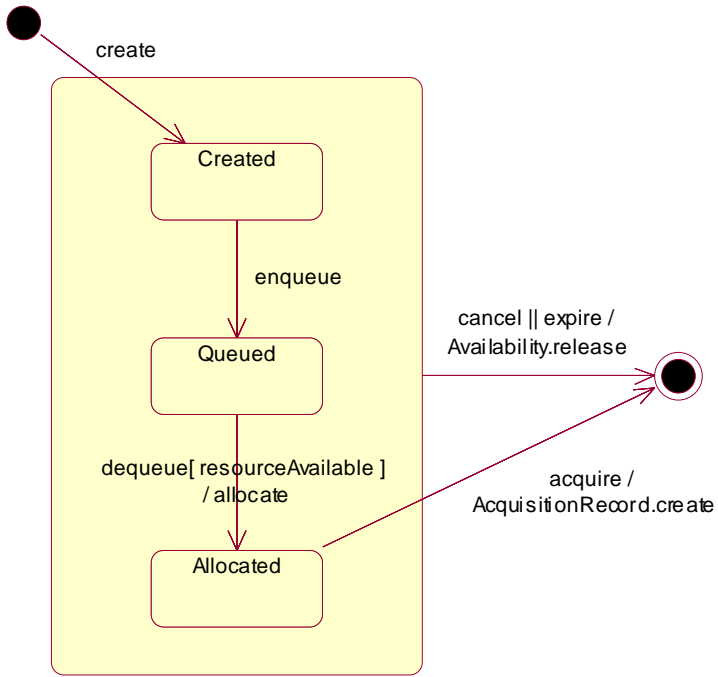 create
Created
enqueue
Queued
cancel || expire /
Availability.release
dequeue[ resourceAvailable ]
/ allocate
acquire /
AcquisitionRecord.create
Allocated